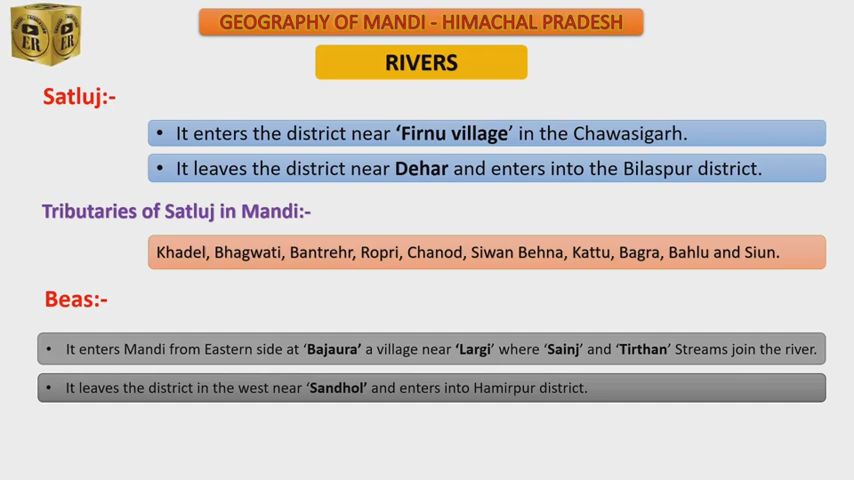 GEOGRAPHY OF MANDI - HIMACHAL PRADESH
ER
ER
RIVERS
Satluj:-
• It enters the district near ‘Firnu village’ in the Chawasigarh.
• It leaves the district near Dehar and enters into the Bilaspur district.
Tributaries of Satluj in Mandi:-
Khadel, Bhagwati, Bantrehr, Ropri, Chanod, Siwan Behna, Kattu, Bagra, Bahlu and Siun.
Beas:-
• It enters Mandi from Eastern side at ‘Bajaura’ a village near ‘Largi’ where ‘Sainj’ and ‘Tirthan’ Streams join the river.
• It leaves the district in the west near ‘Sandhol’ and enters into Hamirpur district.